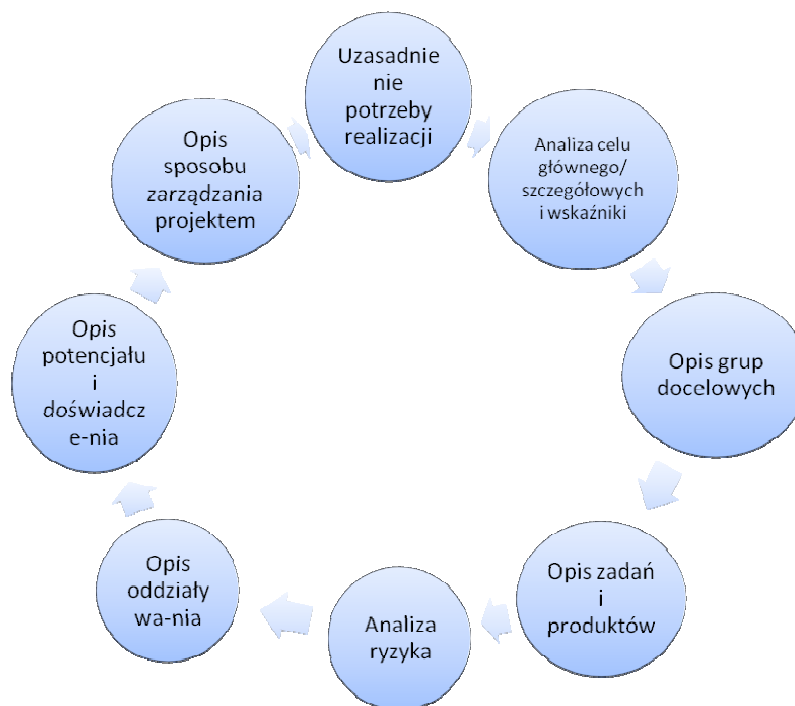 Uzasadnie
nie
potrzeby
realizacji
Analiza celu
głównego/
szczegółowych
i wskaźniki
Opis grup
docelowych
Opis zadań
i
produktów
Analiza
ryzyka
Opis
oddziały
wa-nia
Opis
potencjału
i
doświadcz
e-nia
Opis
sposobu
zarządzania
projektem